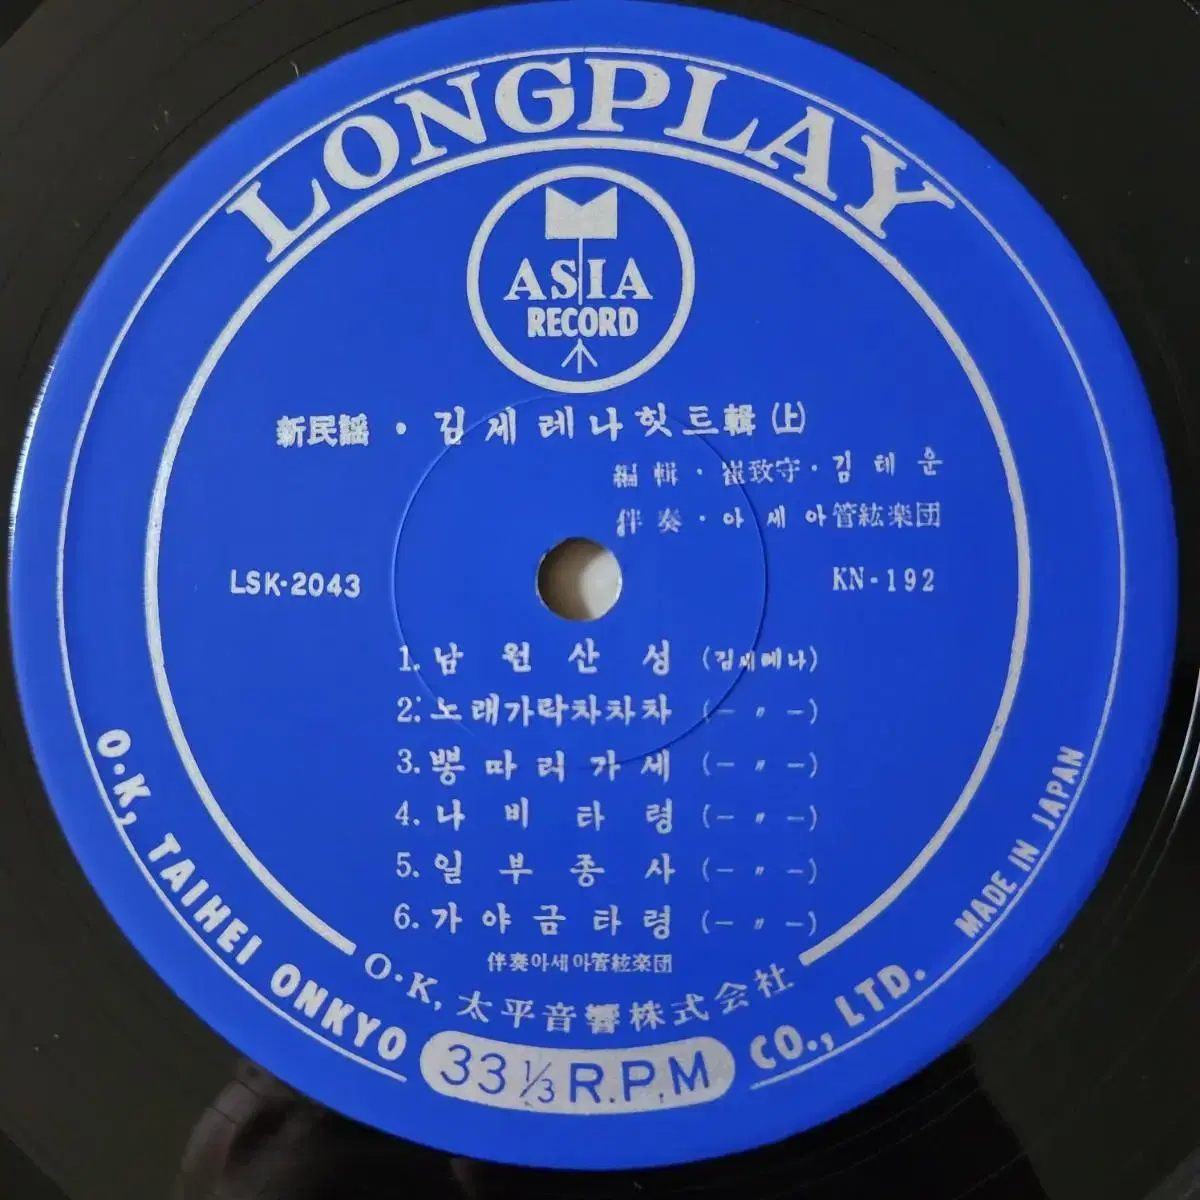 LONGPLAY
ASIA
RECORD
新民謠・김세레나힛트輯(上)
編輯・崔致守・김테운
伴奏・아세아管絃楽団
LSK-2043
KN-192
1. 남원산성 (김세레나)
2. 노래가락차차차 (－〃－)
3. 뽕따러가세 (－〃－)
4. 나비타령 (－〃－)
5. 일부종사 (－〃－)
6. 가야금타령 (－〃－)
伴奏아세아管絃楽団
O.K, 太平音響株式会社
O.K, TAIHEI ONKYO CO., LTD.
MADE IN JAPAN
33 1/3 R.P.M